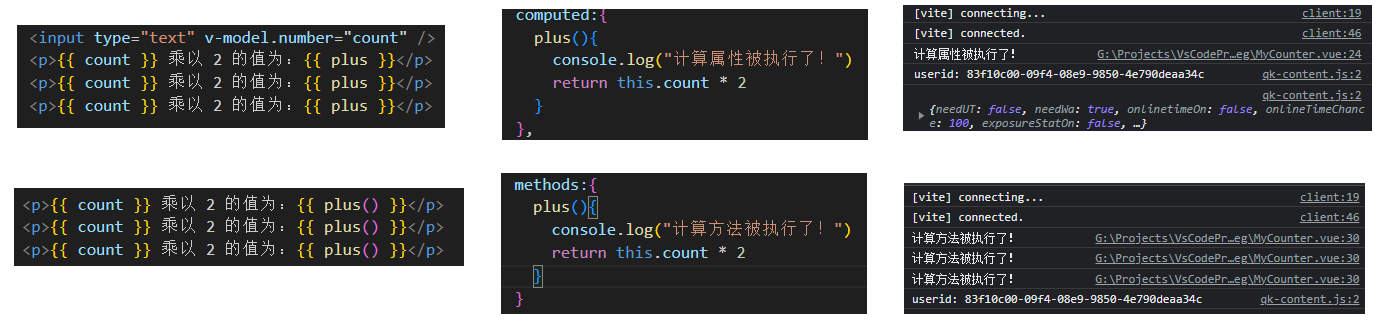 <input type="text" v-model.number="count" />
<p>{{ count }} 乘以 2 的值为：{{ plus }}</p>
<p>{{ count }} 乘以 2 的值为：{{ plus }}</p>
<p>{{ count }} 乘以 2 的值为：{{ plus }}</p>
computed:{
plus(){
console.log("计算属性被执行了！")
return this.count * 2
}
},
[vite] connecting... client:19
[vite] connected. client:46
计算属性被执行了! G:\Projects\VsCodePr…eg\MyCounter.vue:24
userid: 83f10c00-09f4-08e9-9850-4e790deaa34c qk-content.js:2
qk-content.js:2
{needUT: false, needWa: true, onlinetimeOn: false, onlineTimeChanc
e: 100, exposureStatOn: false, …}
<p>{{ count }} 乘以 2 的值为：{{ plus() }}</p>
<p>{{ count }} 乘以 2 的值为：{{ plus() }}</p>
<p>{{ count }} 乘以 2 的值为：{{ plus() }}</p>
methods:{
plus(){
console.log("计算方法被执行了！")
return this.count * 2
}
}
[vite] connecting... client:19
[vite] connected. client:46
计算方法被执行了! G:\Projects\VsCodePr…eg\MyCounter.vue:30
计算方法被执行了! G:\Projects\VsCodePr…eg\MyCounter.vue:30
计算方法被执行了! G:\Projects\VsCodePr…eg\MyCounter.vue:30
userid: 83f10c00-09f4-08e9-9850-4e790deaa34c qk-content.js:2